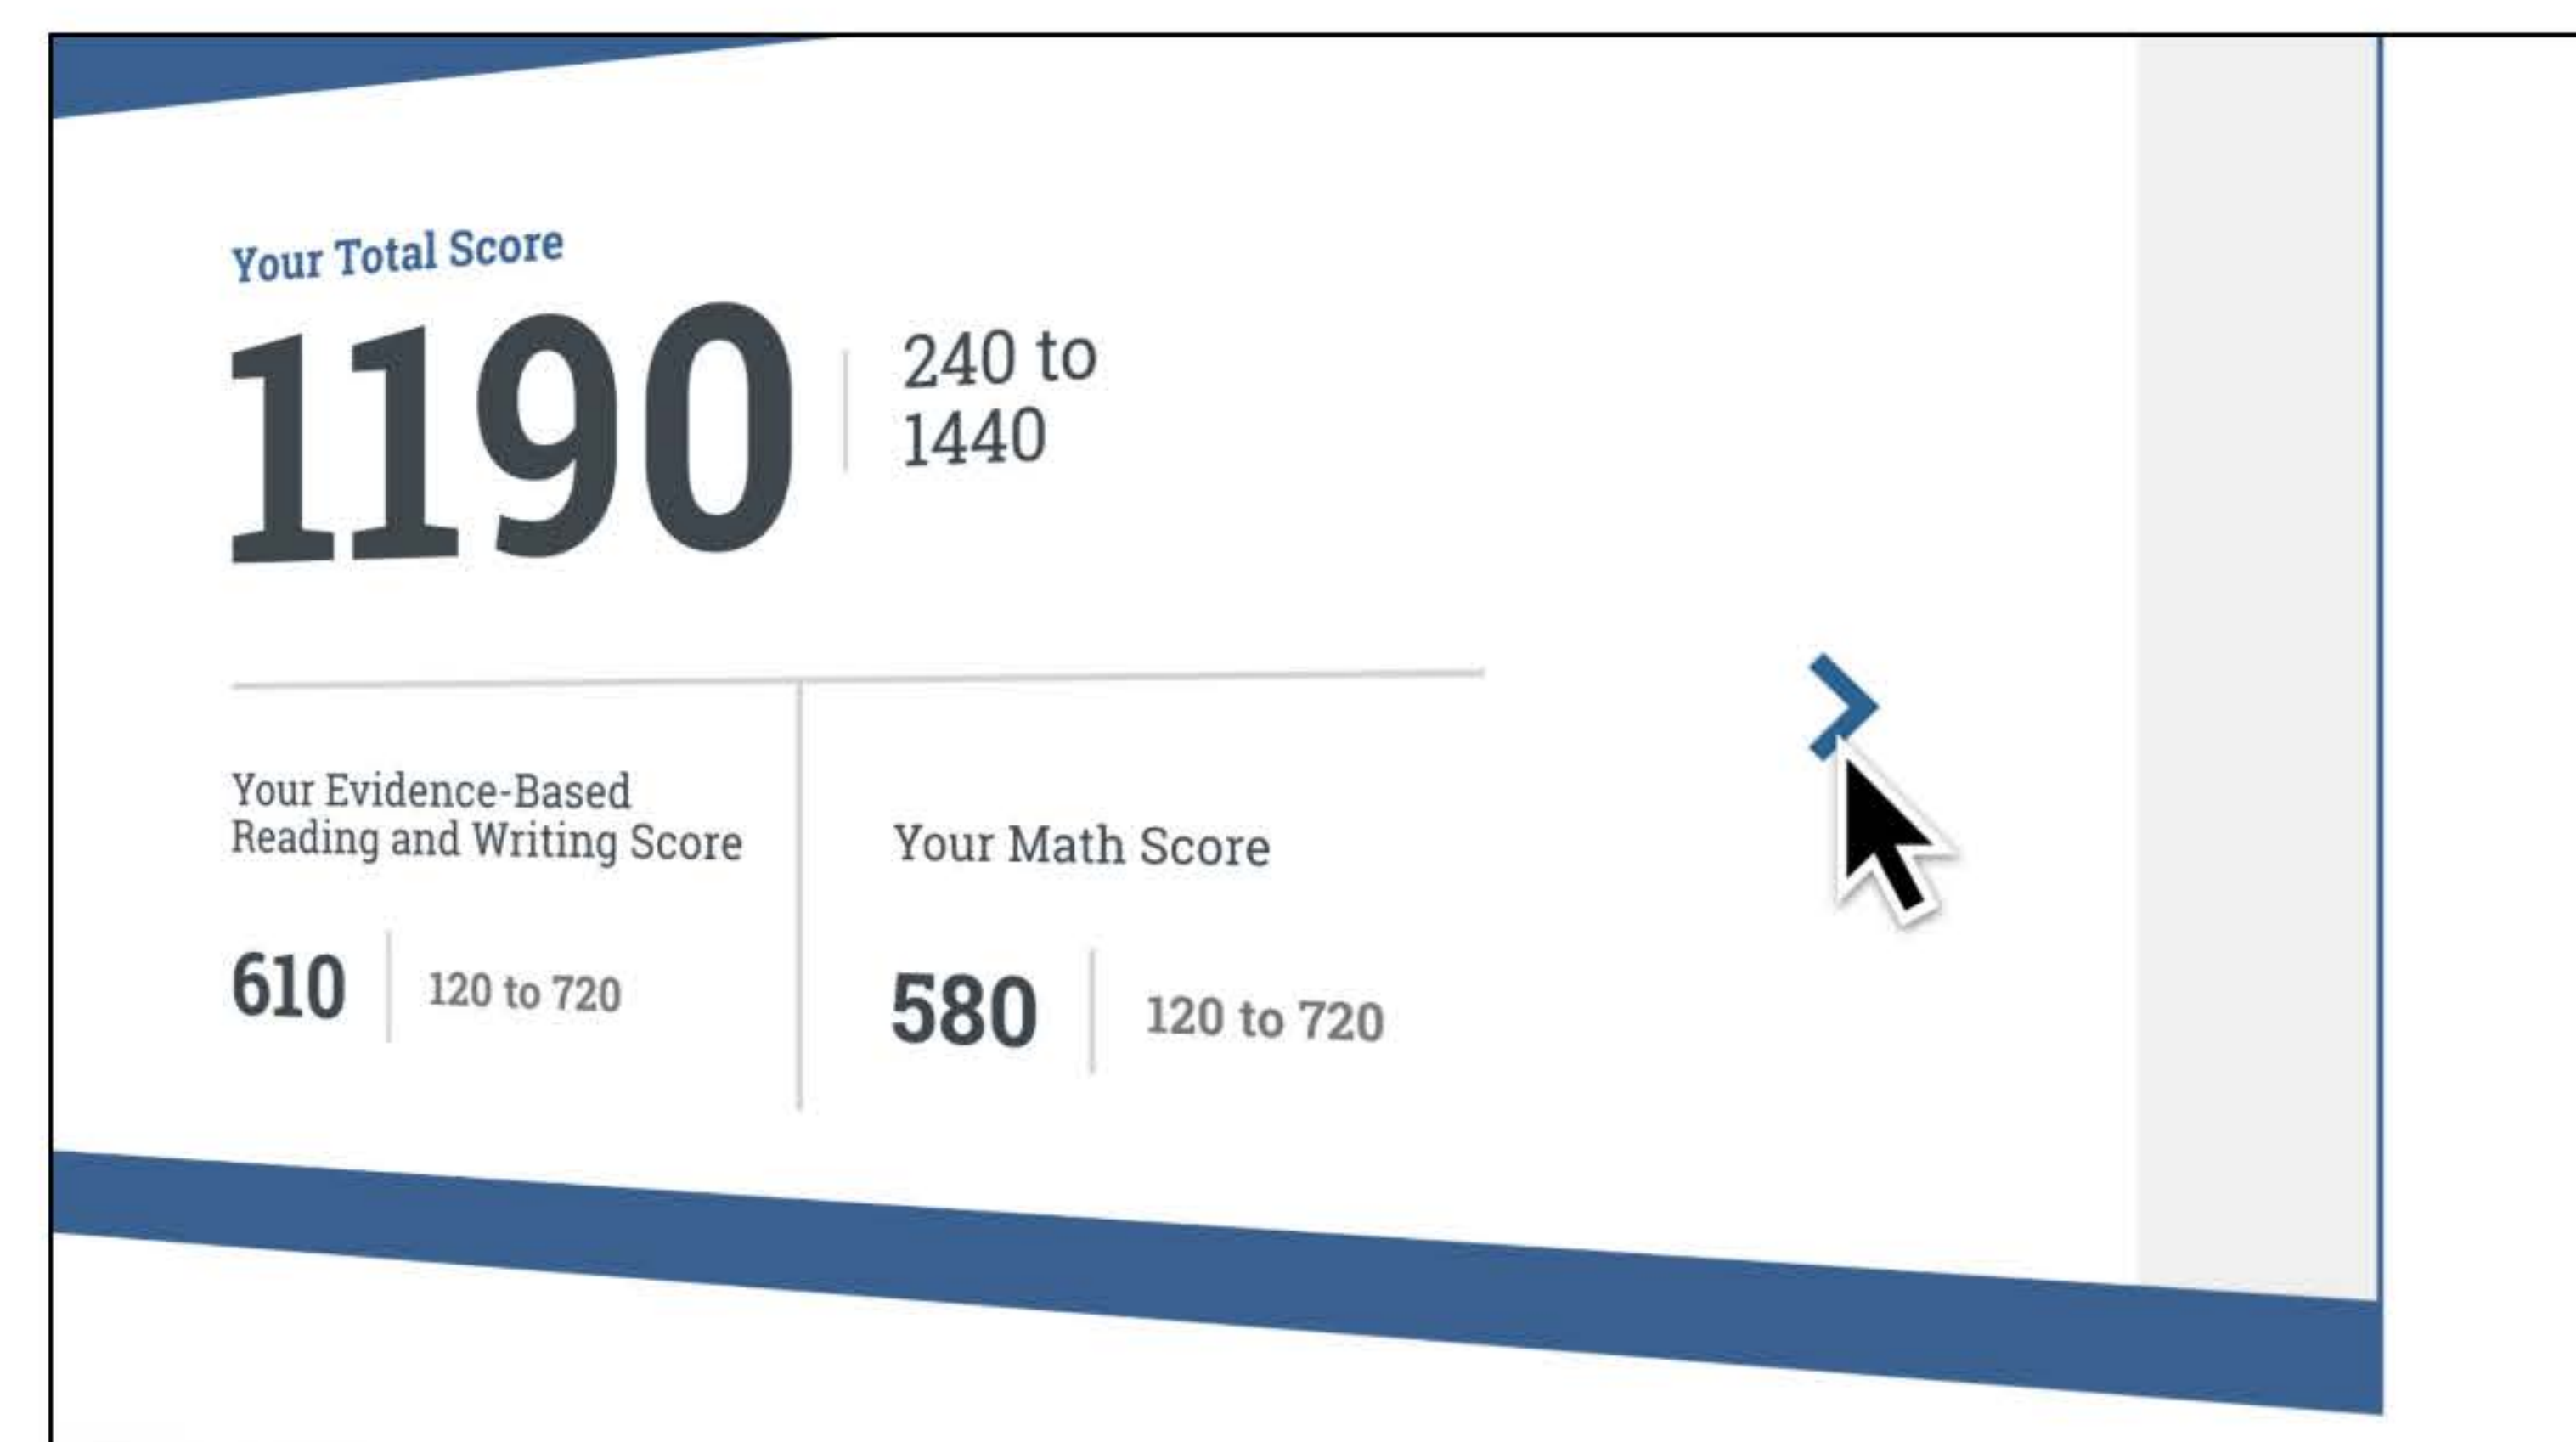 Your Total Score
1190
240 to
1440
Your Evidence-Based
Reading and Writing Score
610
120 to 720
Your Math Score
580
120 to 720